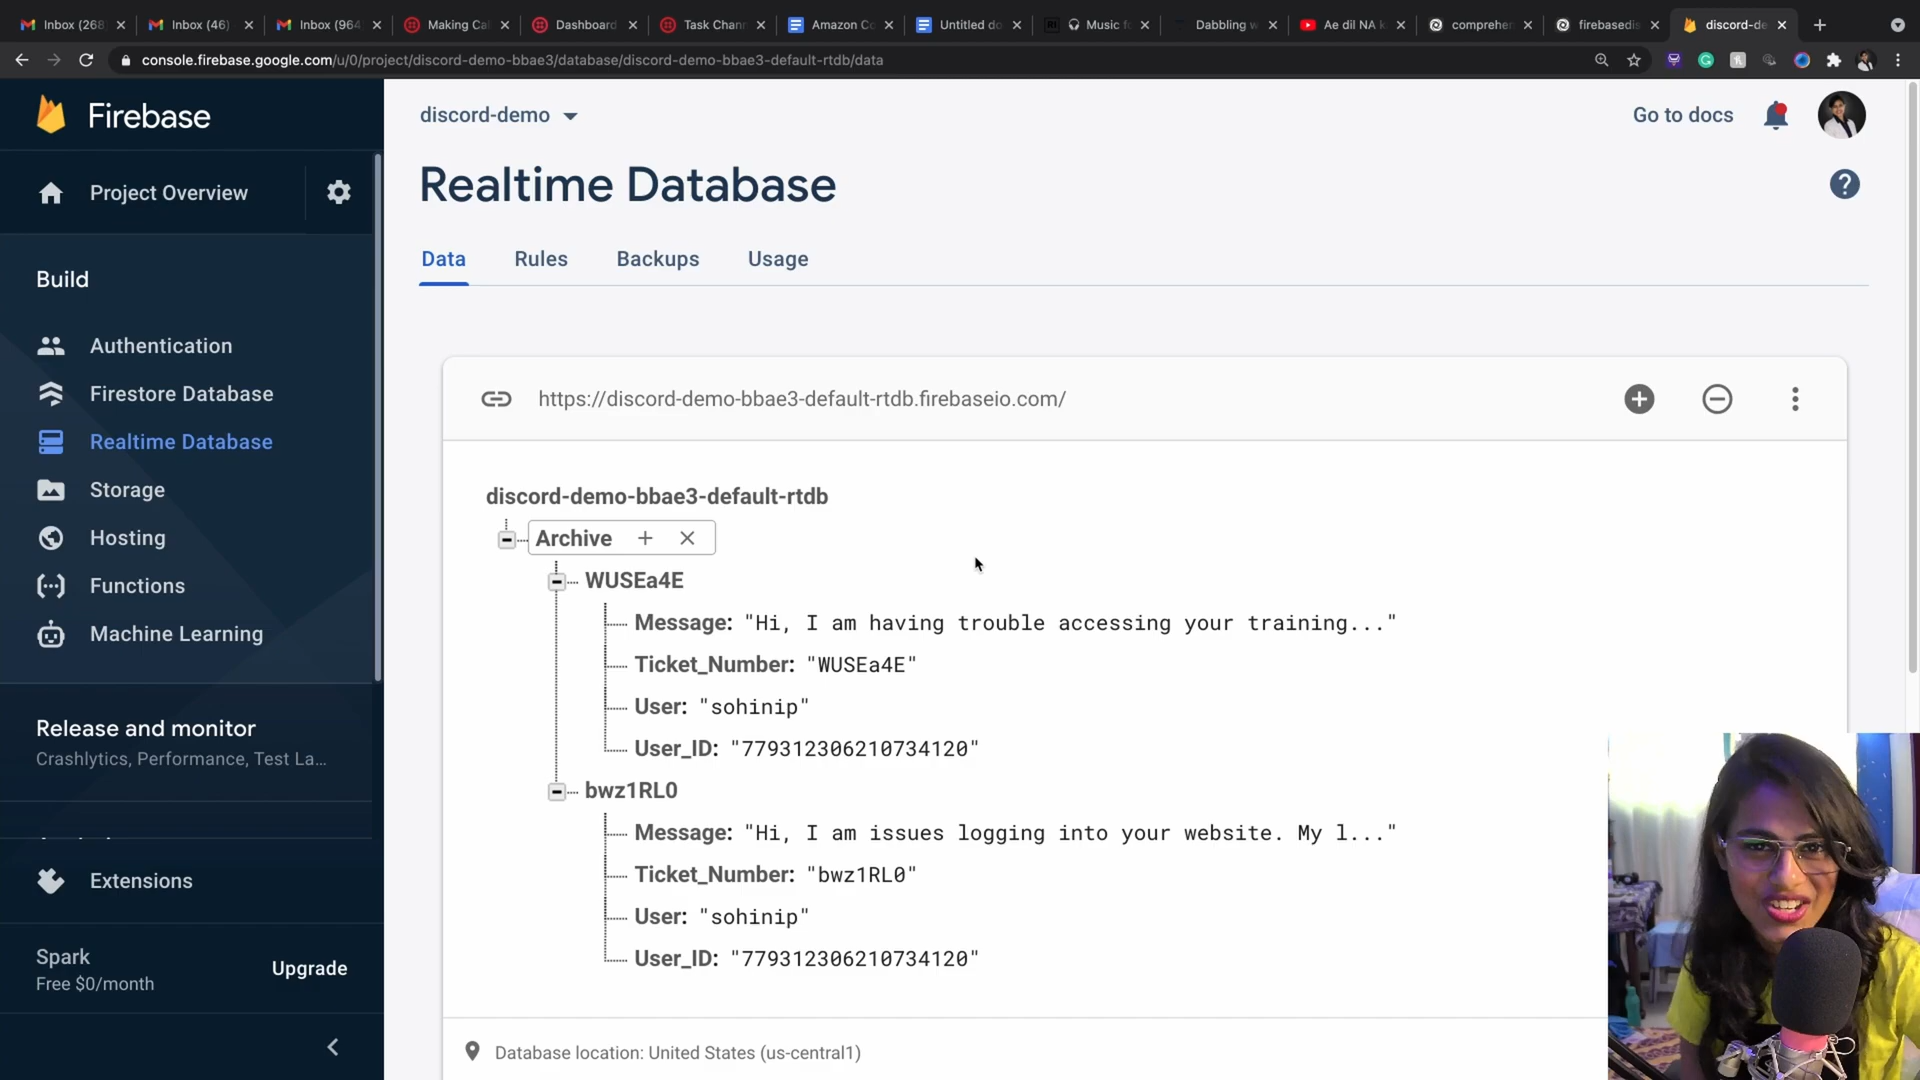 Inbox (268
Inbox (46)
Inbox (964
Making Ca
Dashboard
Task Chann
Amazon Co
Untitled do
Music fo
Dabbling w
Ae dil NA k
comprehen
firebasedis
discord-de
console.firebase.google.com/u/0/project/discord-demo-bbae3/database/discord-demo-bbae3-default-rtdb/data
Firebase
discord-demo
Go to docs
Project Overview
Realtime Database
Data Rules Backups Usage
Build
Authentication
Firestore Database
Realtime Database
Storage
Hosting
Functions
Machine Learning
Release and monitor
Crashlytics, Performance, Test La...
Extensions
Spark
Free $0/month
Upgrade
https://discord-demo-bbae3-default-rtdb.firebaseio.com/
discord-demo-bbae3-default-rtdb
Archive
WUSEa4E
Message: "Hi, I am having trouble accessing your training..."
Ticket_Number: "WUSEa4E"
User: "sohinip"
User_ID: "779312306210734120"
bwz1RL0
Message: "Hi, I am issues logging into your website. My l..."
Ticket_Number: "bwz1RL0"
User: "sohinip"
User_ID: "779312306210734120"
Database location: United States (us-central1)